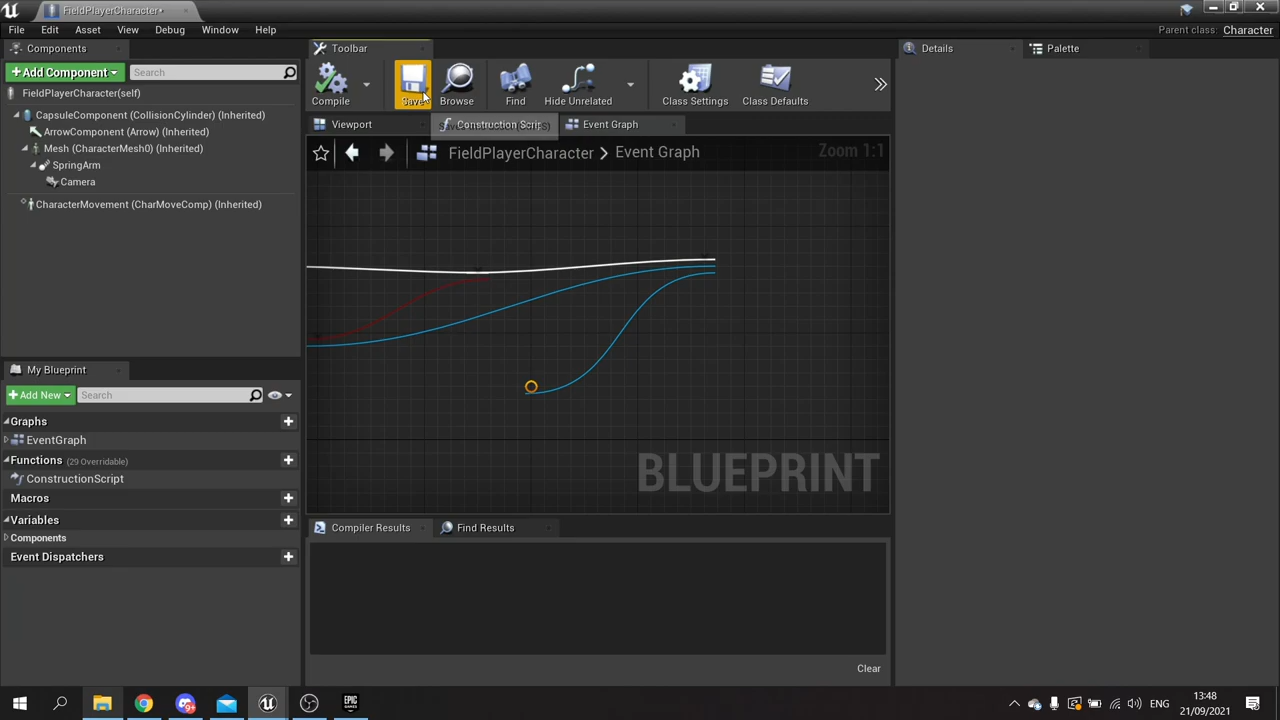 FieldPlayerCharacter*
File Edit Asset View Debug Window Help
Parent class: Character
Components
Toolbar
Details
Palette
Add Component
Search
FieldPlayerCharacter(self)
CapsuleComponent (CollisionCylinder) (Inherited)
ArrowComponent (Arrow) (Inherited)
Mesh (CharacterMesh0) (Inherited)
SpringArm
Camera
CharacterMovement (CharMoveComp) (Inherited)
Compile
Save
Browse
Find
Hide Unrelated
Class Settings
Class Defaults
Viewport
Construction Scrip
Event Graph
FieldPlayerCharacter > Event Graph
Zoom 1:1
BLUEPRINT
My Blueprint
Add New
Search
Graphs
EventGraph
Functions (29 Overridable)
ConstructionScript
Macros
Variables
Components
Event Dispatchers
Compiler Results
Find Results
Clear
EPIC GAMES
ENG
13:48
21/09/2021